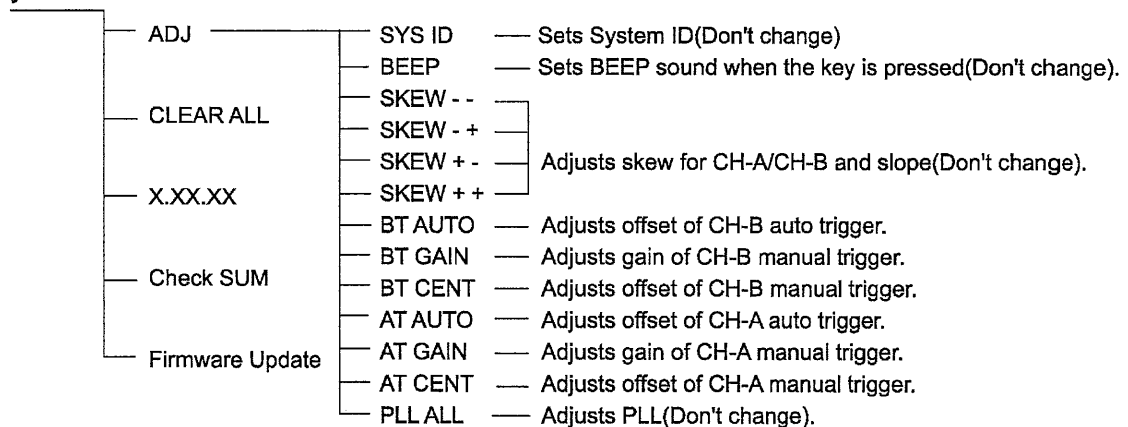 ADJ
SYS ID
Sets System ID(Don't change)
BEEP
Sets BEEP sound when the key is pressed(Don't change).
SKEW - -
CLEAR ALL
SKEW - +
SKEW + -
Adjusts skew for CH-A/CH-B and slope(Don't change).
X.XX.XX
SKEW + +
BT AUTO
Adjusts offset of CH-B auto trigger.
BT GAIN
Adjusts gain of CH-B manual trigger.
Check SUM
BT CENT
Adjusts offset of CH-B manual trigger.
AT AUTO
Adjusts offset of CH-A auto trigger.
Firmware Update
AT GAIN
Adjusts gain of CH-A manual trigger.
AT CENT
Adjusts offset of CH-A manual trigger.
PLL ALL
Adjusts PLL(Don't change).